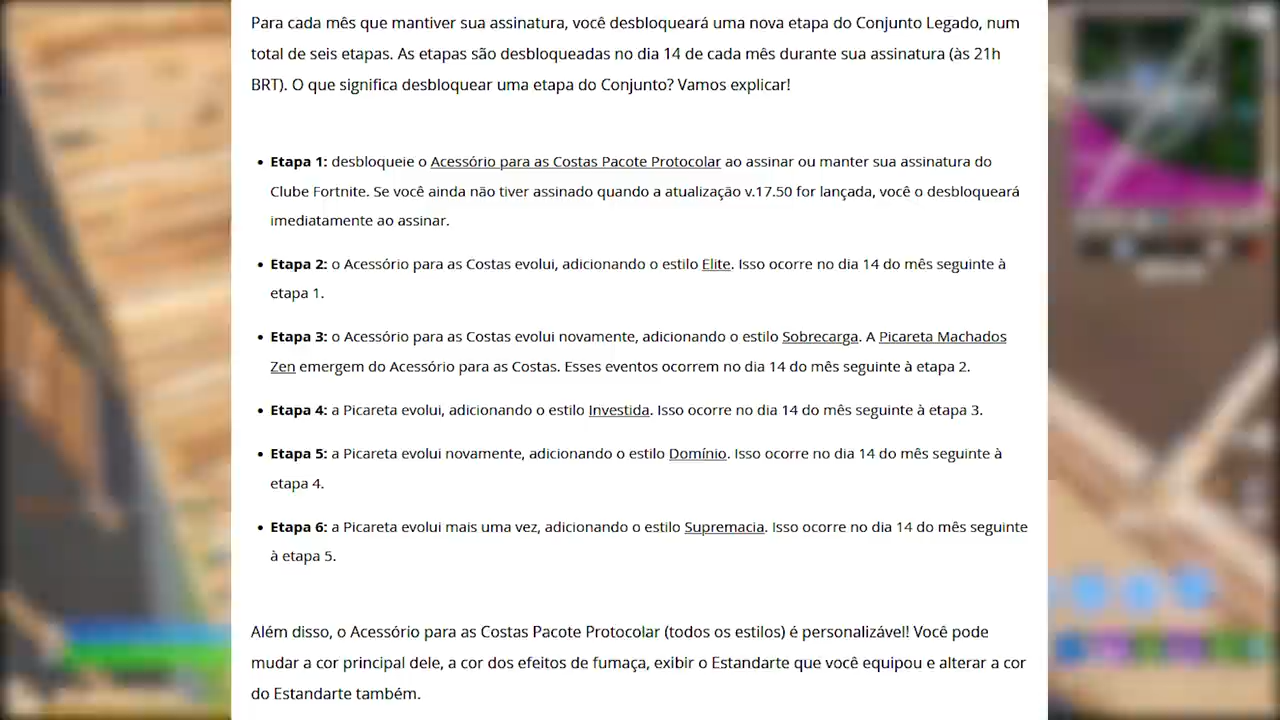 Para cada mês que mantiver sua assinatura, você desbloqueará uma nova etapa do Conjunto Legado, num
total de seis etapas. As etapas são desbloqueadas no dia 14 de cada mês durante sua assinatura (às 21h
BRT). O que significa desbloquear uma etapa do Conjunto? Vamos explicar!
• Etapa 1: desbloqueie o Acessório para as Costas Pacote Protocolar ao assinar ou manter sua assinatura do
Clube Fortnite. Se você ainda não tiver assinado quando a atualização v.17.50 for lançada, você o desbloqueará
imediatamente ao assinar.
• Etapa 2: o Acessório para as Costas evolui, adicionando o estilo Elite. Isso ocorre no dia 14 do mês seguinte à
etapa 1.
• Etapa 3: o Acessório para as Costas evolui novamente, adicionando o estilo Sobrecarga. A Picareta Machados
Zen emergem do Acessório para as Costas. Esses eventos ocorrem no dia 14 do mês seguinte à etapa 2.
• Etapa 4: a Picareta evolui, adicionando o estilo Investida. Isso ocorre no dia 14 do mês seguinte à etapa 3.
• Etapa 5: a Picareta evolui novamente, adicionando o estilo Domínio. Isso ocorre no dia 14 do mês seguinte à
etapa 4.
• Etapa 6: a Picareta evolui mais uma vez, adicionando o estilo Supremacia. Isso ocorre no dia 14 do mês seguinte
à etapa 5.
Além disso, o Acessório para as Costas Pacote Protocolar (todos os estilos) é personalizável! Você pode
mudar a cor principal dele, a cor dos efeitos de fumaça, exibir o Estandarte que você equipou e alterar a cor
do Estandarte também.